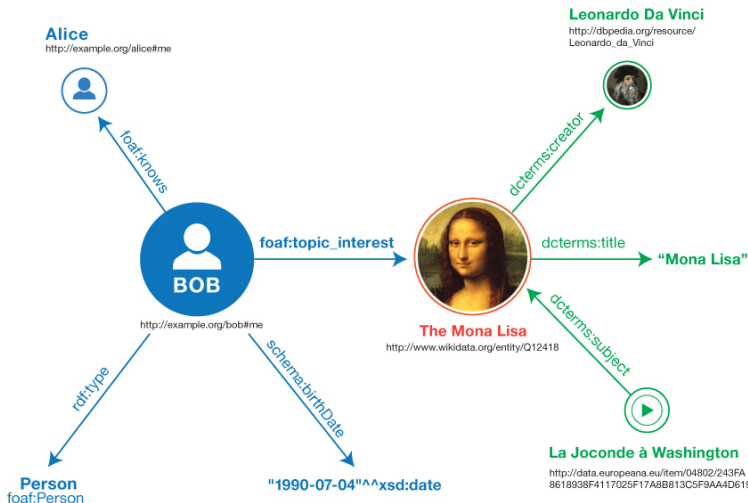 Alice
http://example.org/alice#me
Leonardo Da Vinci
http://dbpedia.org/resource/
Leonardo_da_Vinci
foaf:knows
dcterms:creator
BOB
foaf:topic_interest
dcterms:title
“Mona Lisa”
http://example.org/bob#me
The Mona Lisa
http://www.wikidata.org/entity/Q12418
dcterms:subject
rdf:type
schema:birthDate
La Joconde à Washington
http://data.europeana.eu/item/04802/243FA
8618938F4117025F17A8B813C5F9AA4D619
Person
foaf:Person
"1990-07-04"^^xsd:date